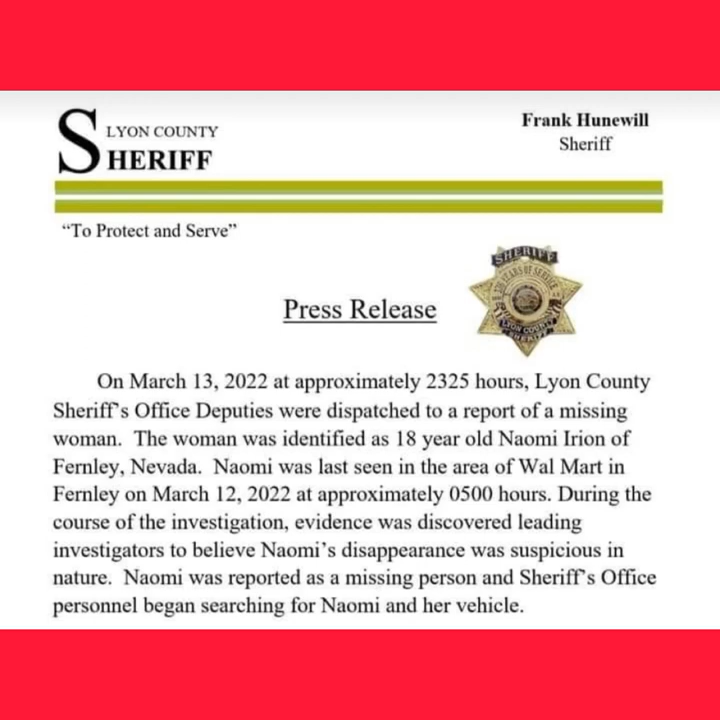 LYON COUNTY
SHERIFF
Frank Hunewill
Sheriff
“To Protect and Serve”
SHERIFF
YEARS OF SERVICE
LYON COUNTY
SHERIFF
Press Release
On March 13, 2022 at approximately 2325 hours, Lyon County
Sheriff’s Office Deputies were dispatched to a report of a missing
woman.  The woman was identified as 18 year old Naomi Irion of
Fernley, Nevada.  Naomi was last seen in the area of Wal Mart in
Fernley on March 12, 2022 at approximately 0500 hours. During the
course of the investigation, evidence was discovered leading
investigators to believe Naomi’s disappearance was suspicious in
nature.  Naomi was reported as a missing person and Sheriff’s Office
personnel began searching for Naomi and her vehicle.